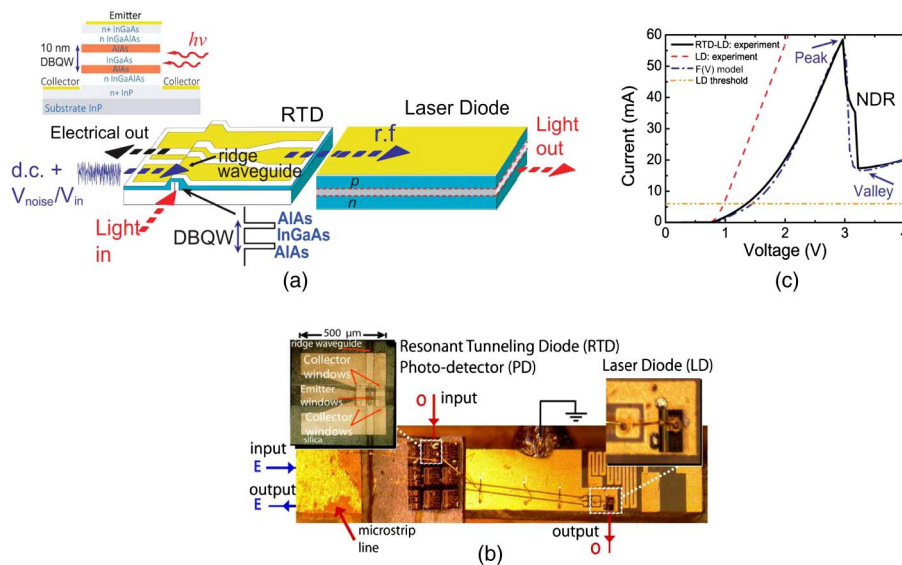 Emitter
n+ InGaAs
n InGaAlAs
AlAs
10 nm
DBQW
InGaAs
AlAs
hν
Collector
n InGaAlAs
Collector
n+ InP
Substrate InP
Electrical out
RTD
Laser Diode
r.f
Light
out
d.c. +
Vnoise/Vin
ridge
waveguide
p
n
Light
in
DBQW
AlAs
InGaAs
AlAs
(a)
60
50
40
30
20
10
0
Current (mA)
RTD-LD: experiment
LD: experiment
F(V) model
LD threshold
Peak
NDR
Valley
0
1
2
3
4
Voltage (V)
(c)
500 µm
ridge waveguide
Collector
windows
Emitter
windows
Collector
windows
silica
Resonant Tunneling Diode (RTD)
Photo-detector (PD)
O input
Laser Diode (LD)
input
E
output
E
microstrip
line
output
O
(b)